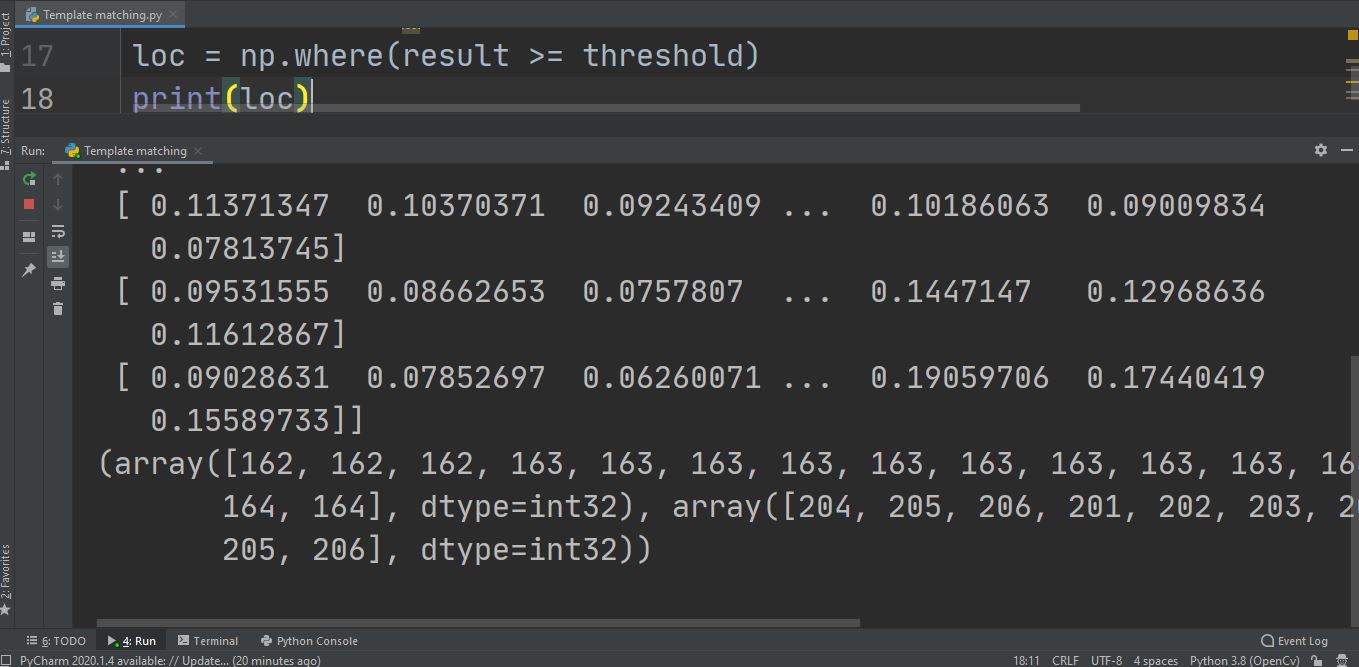 Template matching.py
1: Project
7: Structure
2: Favorites
17 loc = np.where(result >= threshold)
18 print(loc)
Run: Template matching
...
[ 0.11371347 0.10370371 0.09243409 ... 0.10186063 0.09009834
0.07813745]
[ 0.09531555 0.08662653 0.0757807 ... 0.1447147 0.12968636
0.11612867]
[ 0.09028631 0.07852697 0.06260071 ... 0.19059706 0.17440419
0.15589733]]
(array([162, 162, 162, 163, 163, 163, 163, 163, 163, 163, 163, 163, 16
164, 164], dtype=int32), array([204, 205, 206, 201, 202, 203, 2
205, 206], dtype=int32))
6: TODO 4: Run Terminal Python Console Event Log
PyCharm 2020.1.4 available: // Update... (20 minutes ago) 18:11 CRLF UTF-8 4 spaces Python 3.8 (OpenCv)